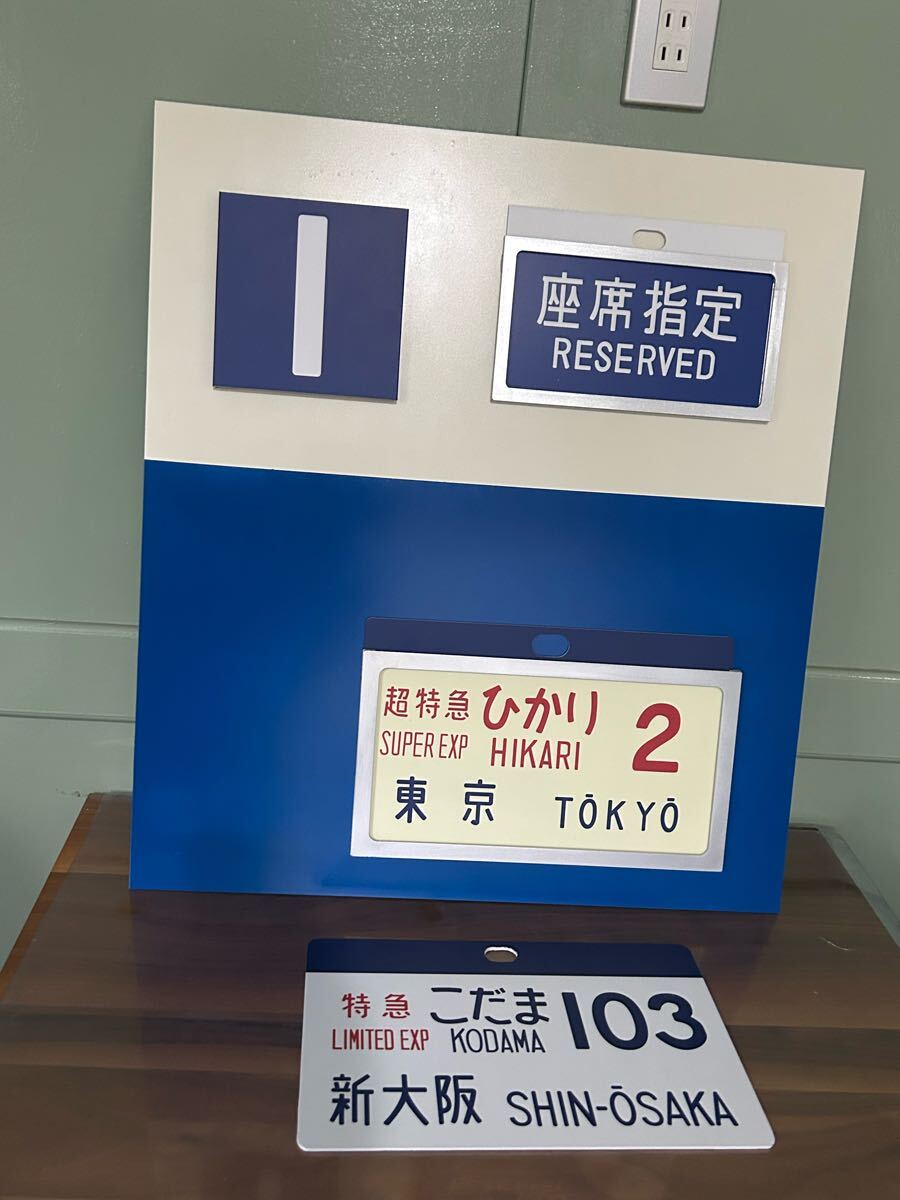 1
座席指定
RESERVED
超特急 ひかり 2
SUPER EXP HIKARI
東京 TŌKYŌ
特急 こだま 103
LIMITED EXP KODAMA
新大阪 SHIN-ŌSAKA